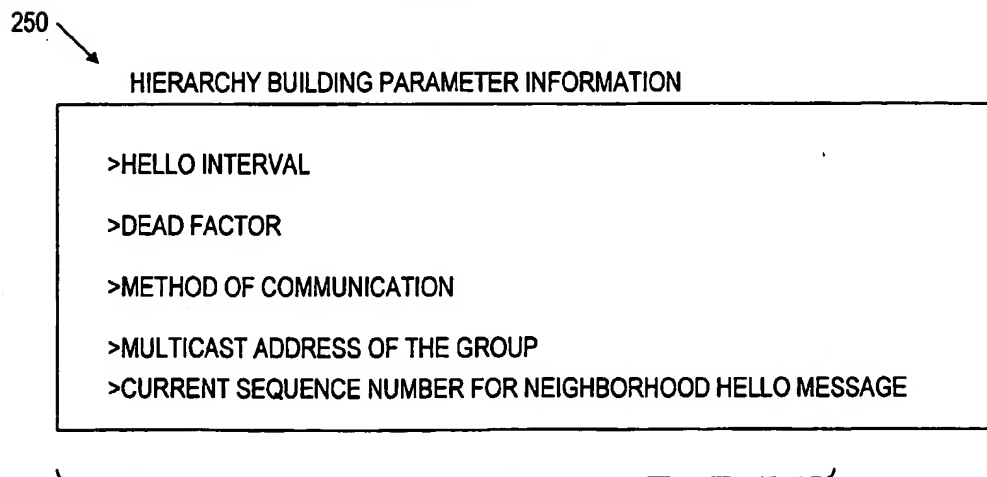 250
HIERARCHY BUILDING PARAMETER INFORMATION
>HELLO INTERVAL
>DEAD FACTOR
>METHOD OF COMMUNICATION
>MULTICAST ADDRESS OF THE GROUP
>CURRENT SEQUENCE NUMBER FOR NEIGHBORHOOD HELLO MESSAGE